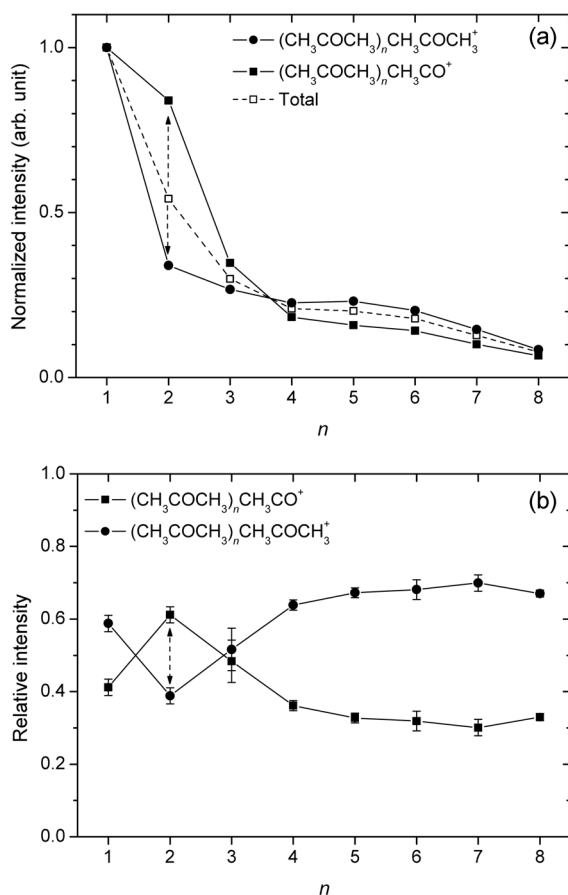 (a)
(CH₃COCH₃)ₙCH₃COCH₃⁺
(CH₃COCH₃)ₙCH₃CO⁺
Total
Normalized intensity (arb. unit)
1.0
0.5
0.0
1 2 3 4 5 6 7 8
n
(b)
(CH₃COCH₃)ₙCH₃CO⁺
(CH₃COCH₃)ₙCH₃COCH₃⁺
Relative intensity
1.0
0.8
0.6
0.4
0.2
0.0
1 2 3 4 5 6 7 8
n